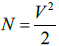 N = V²/2